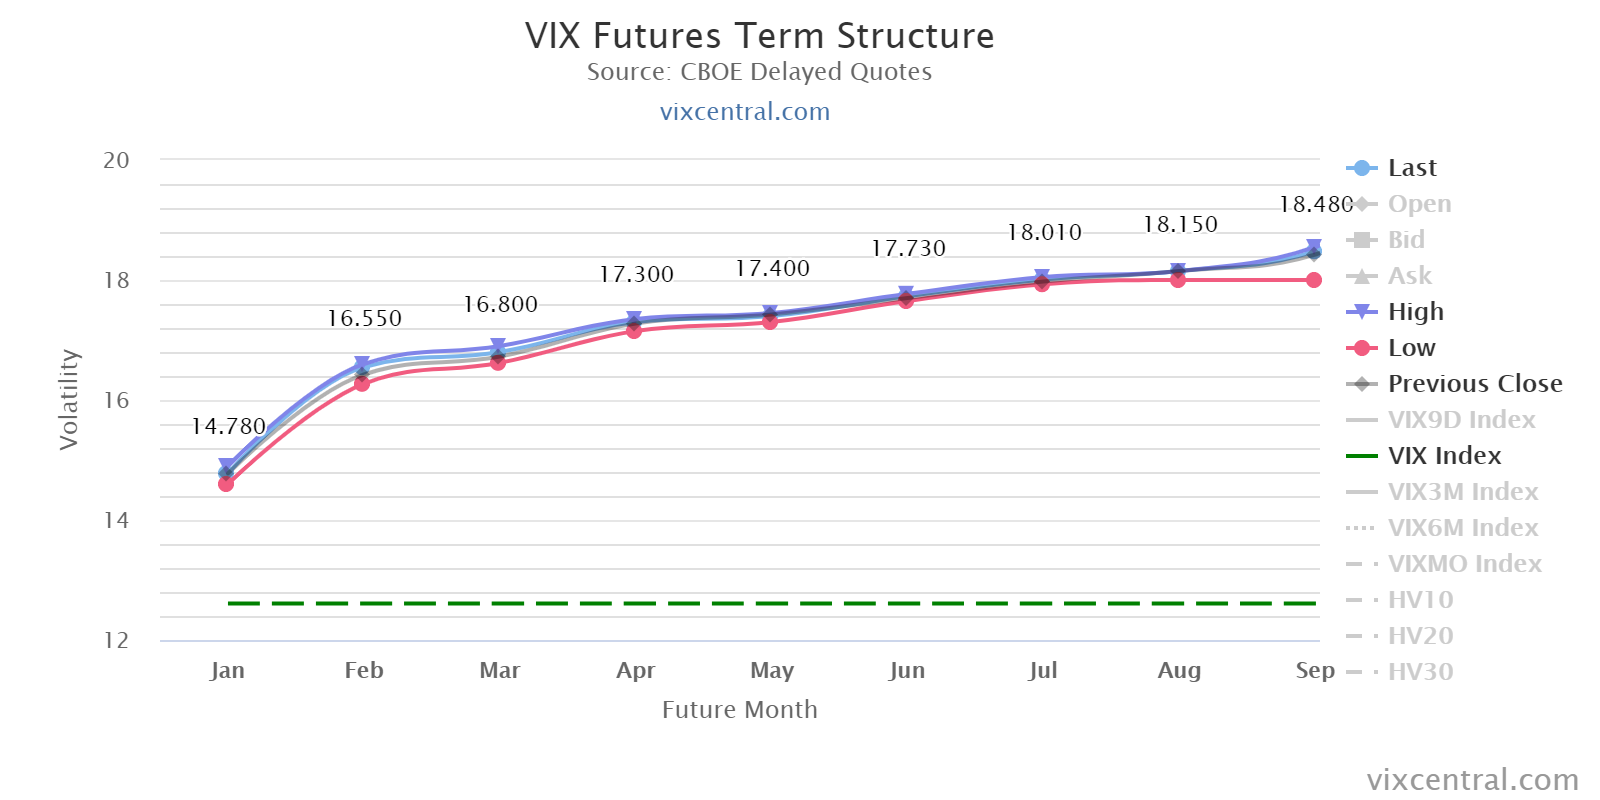 VIX Futures Term Structure
Source: CBOE Delayed Quotes
vixcentral.com
Volatility
20
18
16
14
12
14.780
16.550
16.800
17.300
17.400
17.730
18.010
18.150
18.480
Jan Feb Mar Apr May Jun Jul Aug Sep
Future Month
Last
Open
Bid
Ask
High
Low
Previous Close
VIX9D Index
VIX Index
VIX3M Index
VIX6M Index
VIXMO Index
HV10
HV20
HV30
vixcentral.com